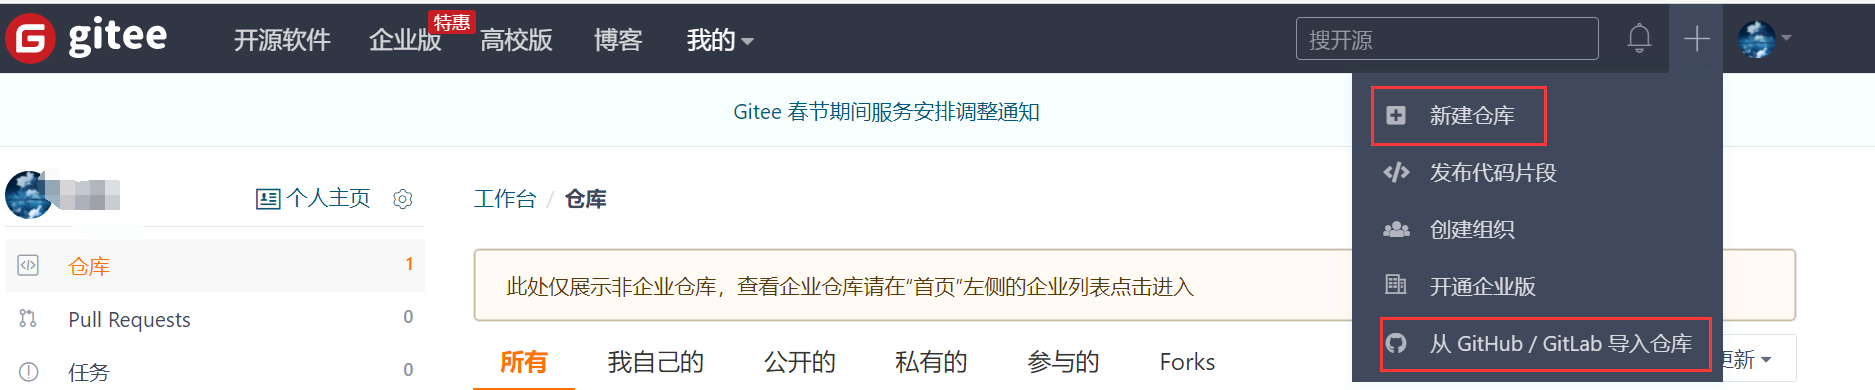 gitee 开源软件 企业版 特惠 高校版 博客 我的 搜开源
Gitee 春节期间服务安排调整通知
新建仓库
发布代码片段
创建组织
开通企业版
从 GitHub / GitLab 导入仓库
个人主页
工作台 / 仓库
仓库 1
Pull Requests 0
任务 0
此处仅展示非企业仓库，查看企业仓库请在“首页”左侧的企业列表点击进入
所有 我自己的 公开的 私有的 参与的 Forks 更新